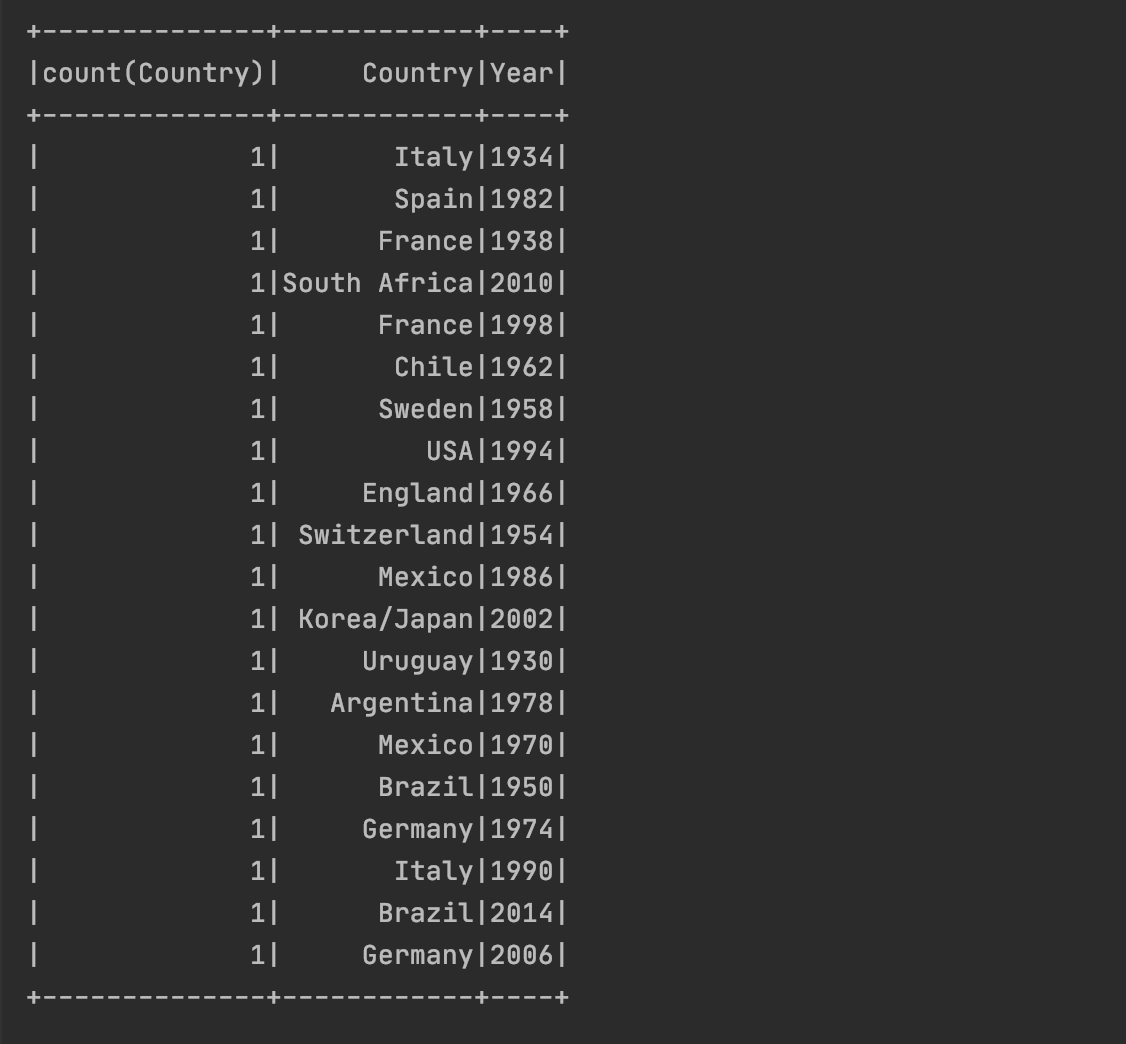 +--------------+------------+----+
|count(Country)|     Country|Year|
+--------------+------------+----+
|             1|       Italy|1934|
|             1|       Spain|1982|
|             1|      France|1938|
|             1|South Africa|2010|
|             1|      France|1998|
|             1|       Chile|1962|
|             1|      Sweden|1958|
|             1|         USA|1994|
|             1|     England|1966|
|             1| Switzerland|1954|
|             1|      Mexico|1986|
|             1| Korea/Japan|2002|
|             1|     Uruguay|1930|
|             1|   Argentina|1978|
|             1|      Mexico|1970|
|             1|      Brazil|1950|
|             1|     Germany|1974|
|             1|       Italy|1990|
|             1|      Brazil|2014|
|             1|     Germany|2006|
+--------------+------------+----+